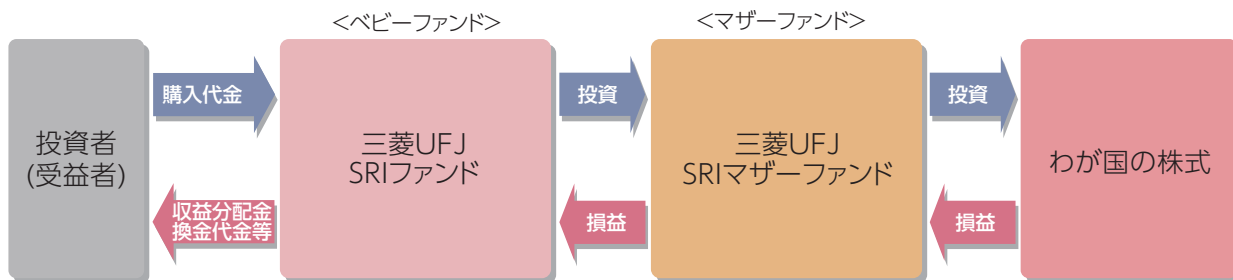 <ベビーファンド>
<マザーファンド>
投資者
(受益者)
購入代金
収益分配金
換金代金等
三菱UFJ
SRIファンド
投資
損益
三菱UFJ
SRIマザーファンド
投資
損益
わが国の株式